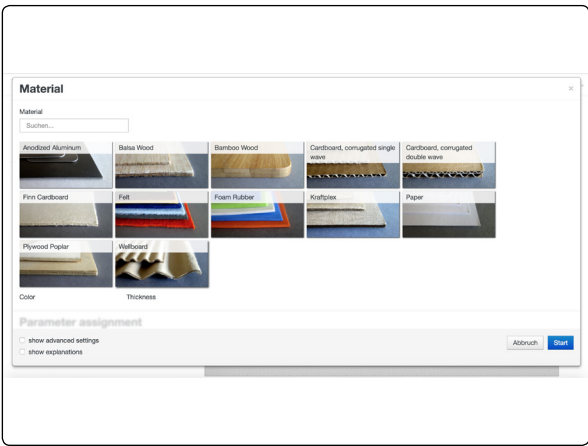 Material
×
Material
Suchen...
Anodized Aluminum
Balsa Wood
Bamboo Wood
Cardboard, corrugated single
wave
Cardboard, corrugated
double wave
Finn Cardboard
Felt
Foam Rubber
Kraftplex
Paper
Plywood Poplar
Wellboard
Color
Thickness
Parameter assignment
show advanced settings
show explanations
Abbruch
Start